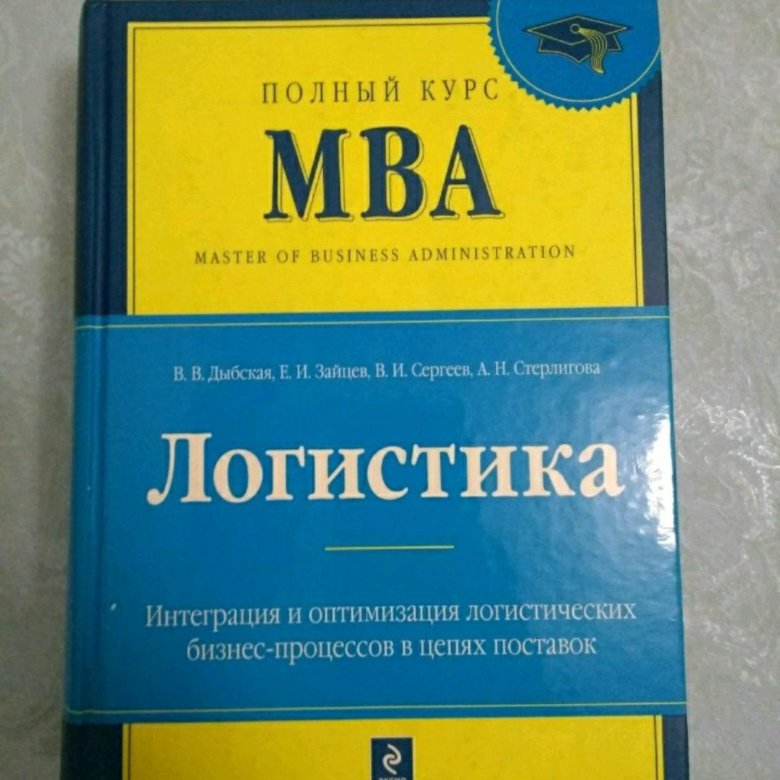 ПОЛНЫЙ КУРС
MBA
MASTER OF BUSINESS ADMINISTRATION
В. В. Дыбская, Е. И. Зайцев, В. И. Сергеев, А. Н. Стерлигова
Логистика
Интеграция и оптимизация логистических
бизнес-процессов в цепях поставок